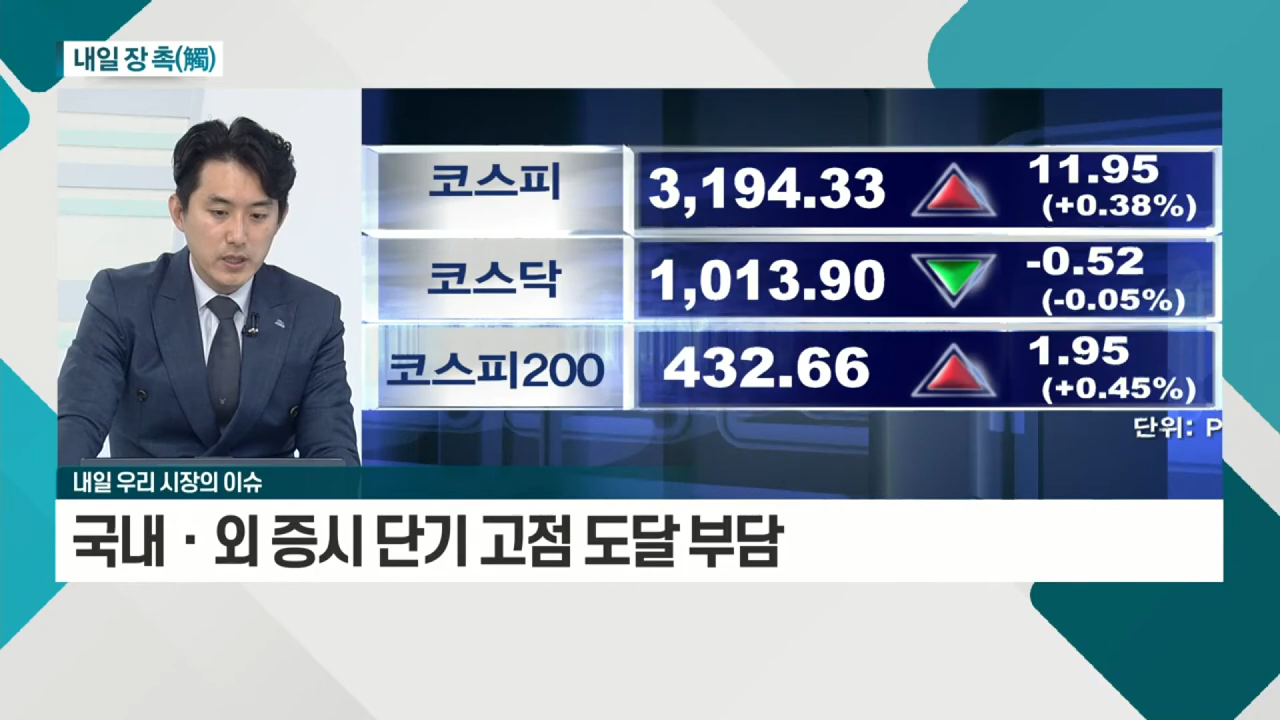 내일 장 촉(觸)
코스피 3,194.33 11.95
(+0.38%)
코스닥 1,013.90 -0.52
(-0.05%)
코스피200 432.66 1.95
(+0.45%)
단위: P
내일 우리 시장의 이슈
국내 · 외 증시 단기 고점 도달 부담